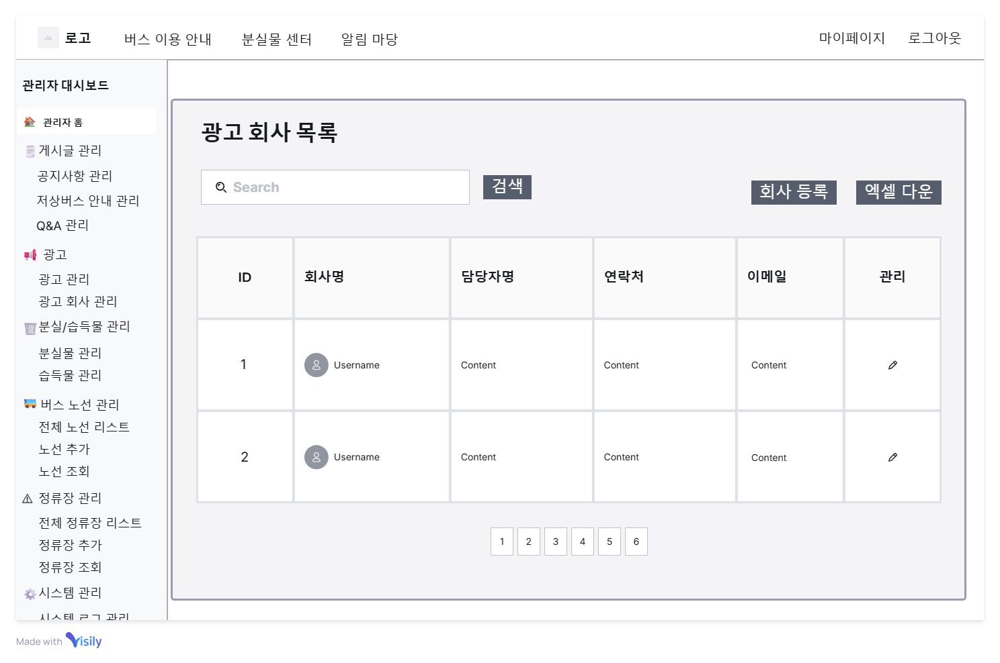 로고 버스 이용 안내 분실물 센터 알림 마당 마이페이지 로그아웃
관리자 대시보드
관리자 홈
게시글 관리
공지사항 관리
저상버스 안내 관리
Q&A 관리
광고
광고 관리
광고 회사 관리
분실/습득물 관리
분실물 관리
습득물 관리
버스 노선 관리
전체 노선 리스트
노선 추가
노선 조회
정류장 관리
전체 정류장 리스트
정류장 추가
정류장 조회
시스템 관리
시스템 로그 관리
광고 회사 목록
Search 검색 회사 등록 엑셀 다운
ID 회사명 담당자명 연락처 이메일 관리
1 Username Content Content Content
2 Username Content Content Content
1 2 3 4 5 6
Made with Visily